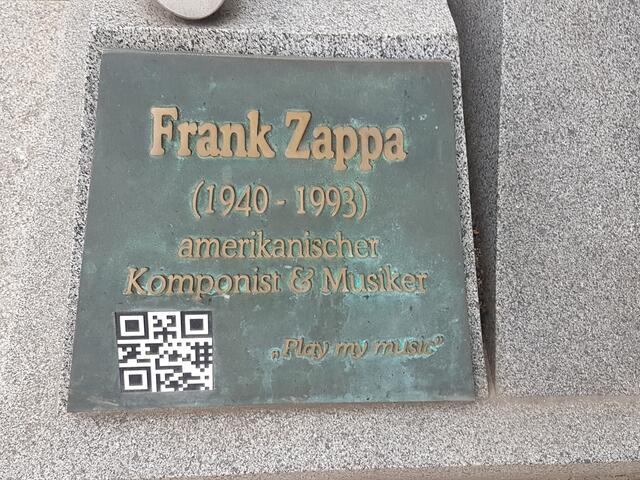 Frank Zappa
(1940 - 1993)
amerikanischer
Komponist & Musiker
„Play my music”